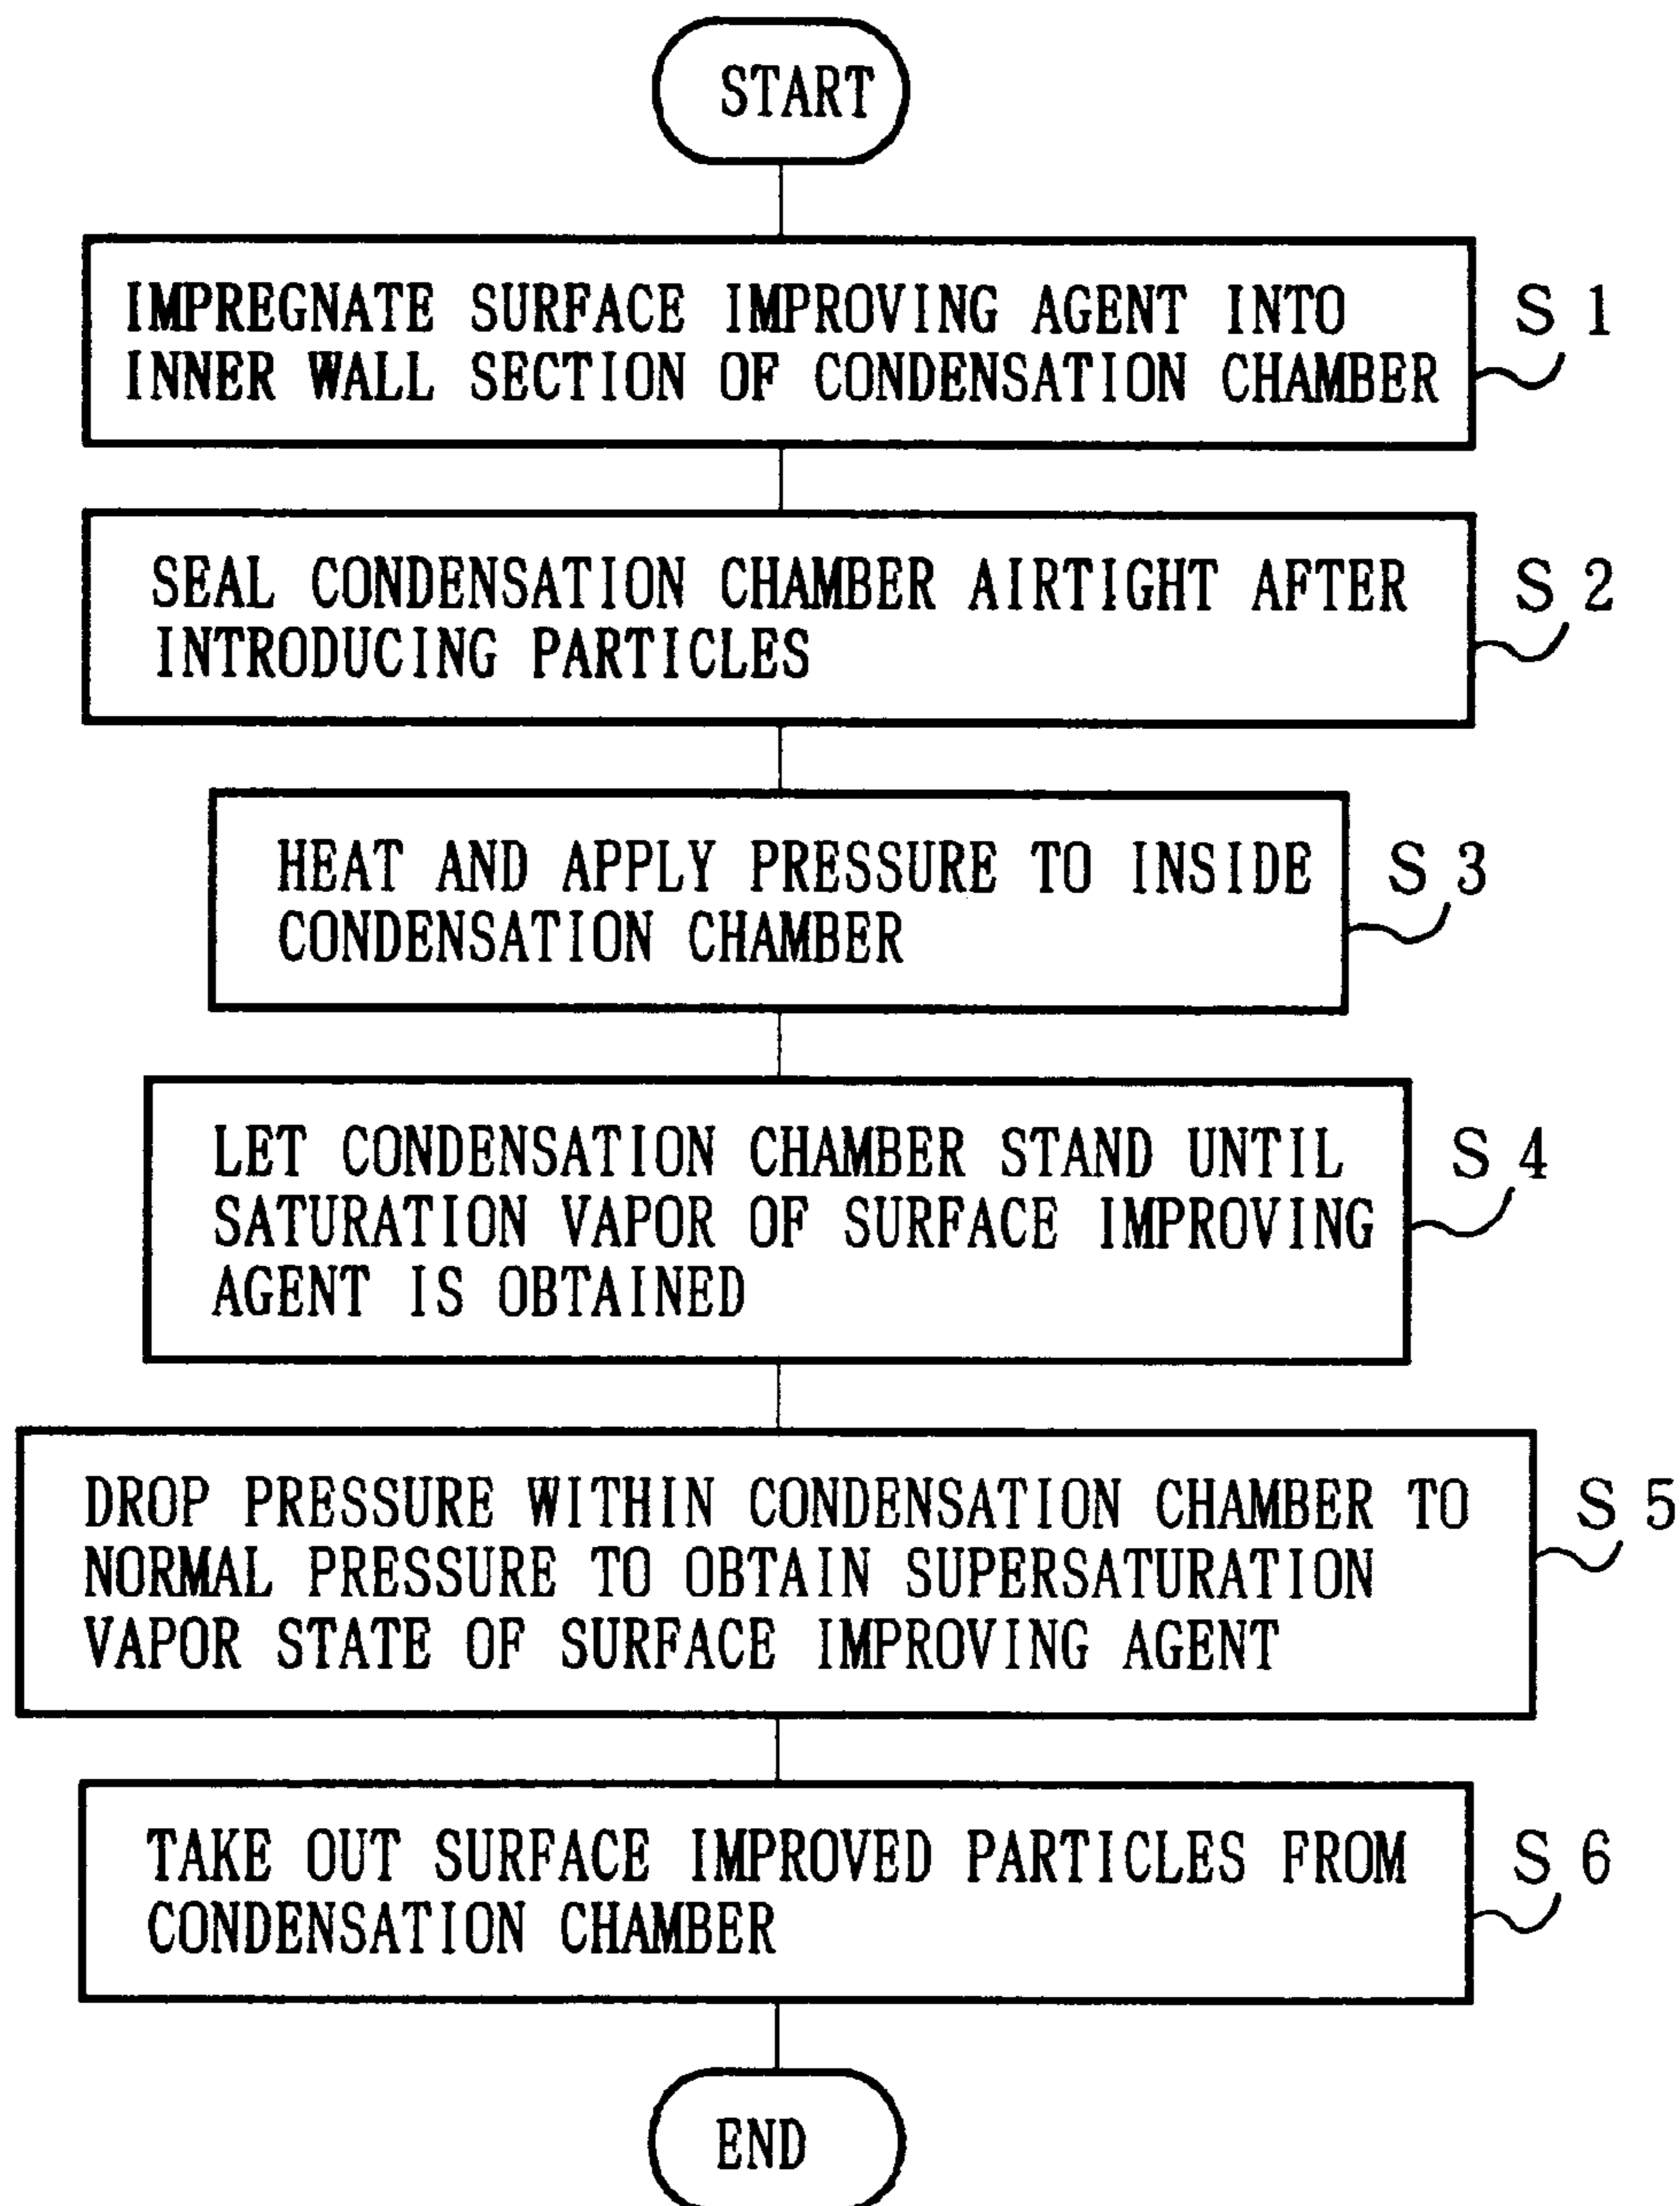 START
IMPREGNATE SURFACE IMPROVING AGENT INTO
INNER WALL SECTION OF CONDENSATION CHAMBER
S 1
SEAL CONDENSATION CHAMBER AIRTIGHT AFTER
INTRODUCING PARTICLES
S 2
HEAT AND APPLY PRESSURE TO INSIDE
CONDENSATION CHAMBER
S 3
LET CONDENSATION CHAMBER STAND UNTIL
SATURATION VAPOR OF SURFACE IMPROVING
AGENT IS OBTAINED
S 4
DROP PRESSURE WITHIN CONDENSATION CHAMBER TO
NORMAL PRESSURE TO OBTAIN SUPERSATURATION
VAPOR STATE OF SURFACE IMPROVING AGENT
S 5
TAKE OUT SURFACE IMPROVED PARTICLES FROM
CONDENSATION CHAMBER
S 6
END